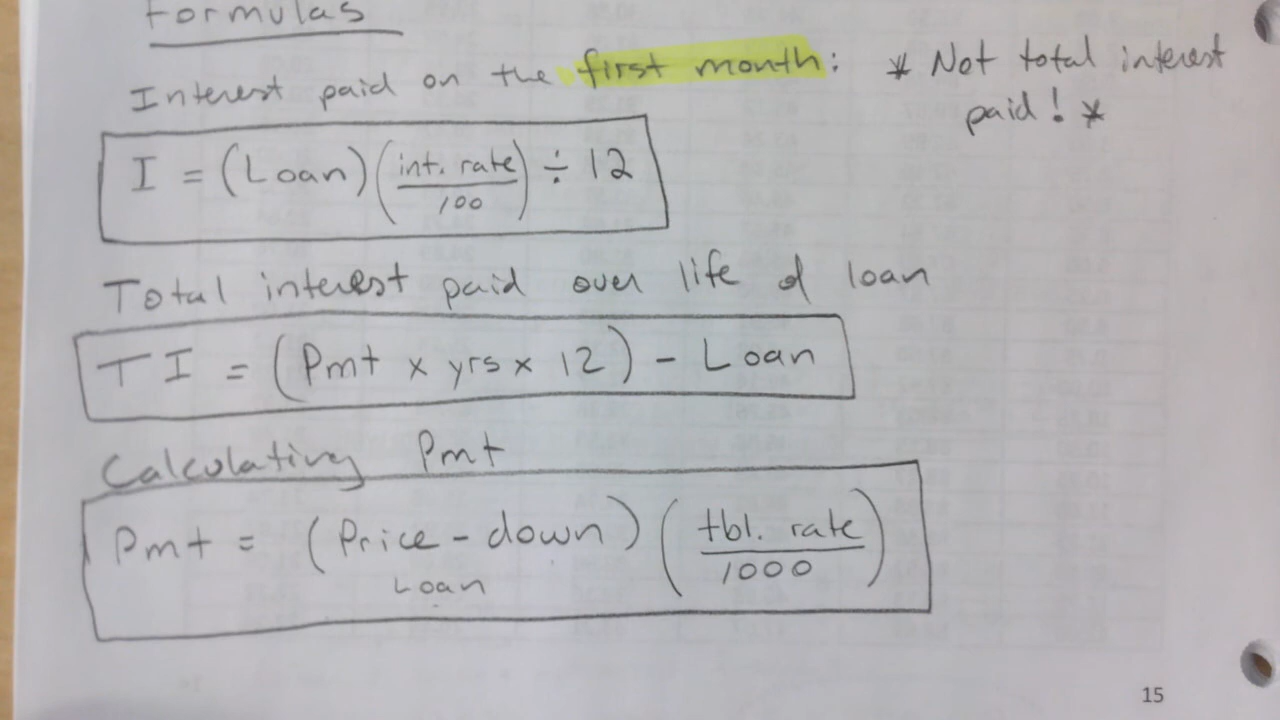 Formulas
Interest paid on the first month: * Not total interest
paid! *
I = (Loan) (int. rate/100) ÷ 12
Total interest paid over life of loan
TI = (Pmt x yrs x 12) - Loan
Calculating Pmt
Pmt = (Price - down) (tbl. rate/1000)
Loan
15